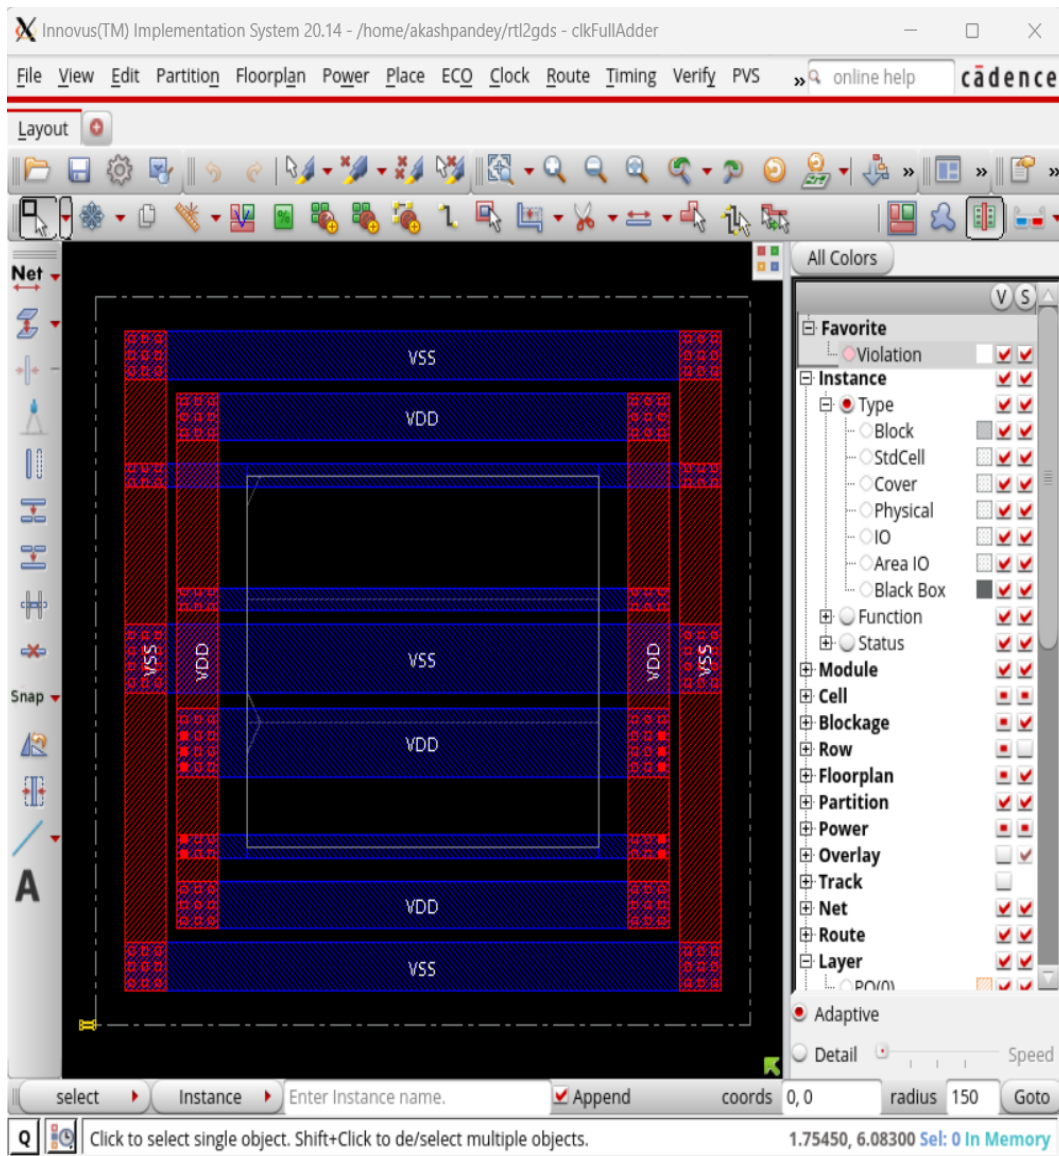 Innovus(TM) Implementation System 20.14 - /home/akashpandey/rtl2gds - clkFullAdder
File View Edit Partition Floorplan Power Place ECO Clock Route Timing Verify PVS » online help cādence
Layout
» »
Net
All Colors
V S
Favorite
Violation
Instance
Type
Block
StdCell
Cover
Physical
IO
Area IO
Black Box
Function
Status
Module
Cell
Blockage
Row
Floorplan
Partition
Power
Overlay
Track
Net
Route
Layer
PO(0)
VSS
VDD
VSS
VDD
VSS
VDD
VSS
VDD
VDD
VSS
Snap
A
Adaptive
Detail Speed
select Instance Enter Instance name. Append coords 0, 0 radius 150 Goto
Q Click to select single object. Shift+Click to de/select multiple objects. 1.75450, 6.08300 Sel: 0 In Memory